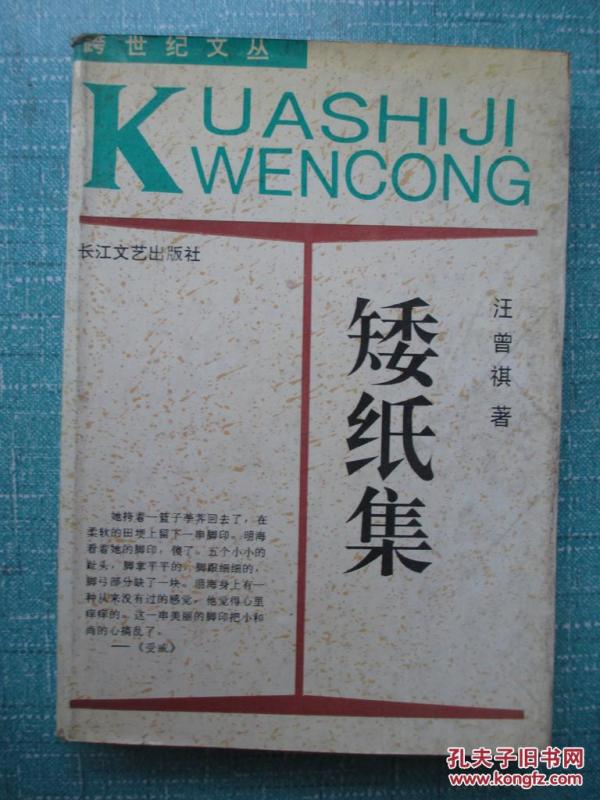 跨世纪文丛
KUASHIJI
WENCONG
长江文艺出版社
矮纸集
汪曾祺 著
她挎着一篮子荸荠回去了，在
柔软的田埂上留下一串脚印。明海
看着她的脚印，傻了。五个小小的
趾头，脚掌平平的，脚跟细细的，
脚弓部分缺了一块。明海身上有一
种从来没有过的感觉，他觉得心里
痒痒的。这一串美丽的脚印把小和
尚的心搞乱了。
——《受戒》
孔夫子旧书网
www.kongfz.com